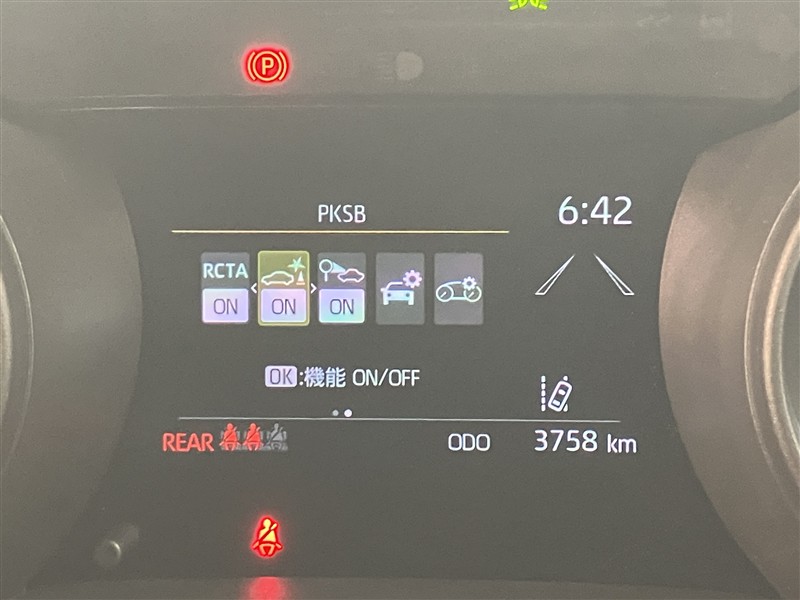 P
PKSB
6:42
RCTA
ON
ON
ON
OK:機能 ON/OFF
REAR
ODO
3758 km